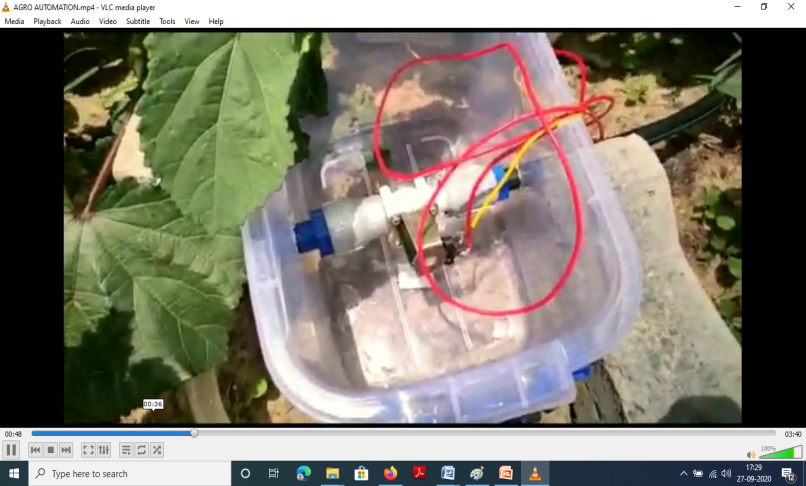 AGRO AUTOMATION.mp4 - VLC media player
Media Playback Audio Video Subtitle Tools View Help
00:36
00:48
03:40
100%
Type here to search
17:29
27-09-2020
12